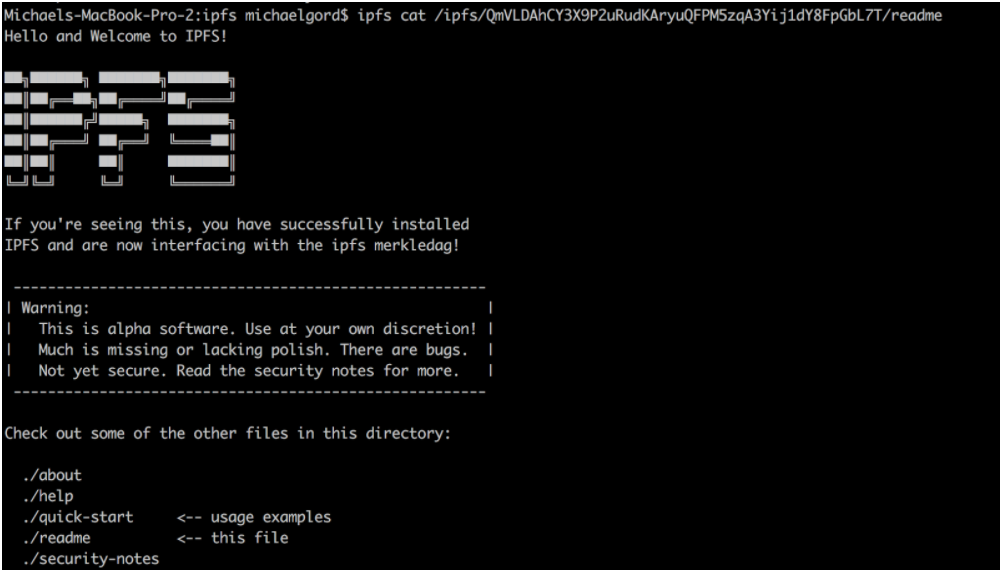 Michaels-MacBook-Pro-2:ipfs michaelgord$ ipfs cat /ipfs/QmVLDAhCY3X9P2uRudKAryuQFPM5zqA3Yij1dY8FpGbL7T/readme
Hello and Welcome to IPFS!
IPFS
If you're seeing this, you have successfully installed
IPFS and are now interfacing with the ipfs merkledag!
-------------------------------------------------------
| Warning:                                              |
|   This is alpha software. Use at your own discretion! |
|   Much is missing or lacking polish. There are bugs.  |
|   Not yet secure. Read the security notes for more.   |
-------------------------------------------------------
Check out some of the other files in this directory:
./about
./help
./quick-start     <-- usage examples
./readme          <-- this file
./security-notes